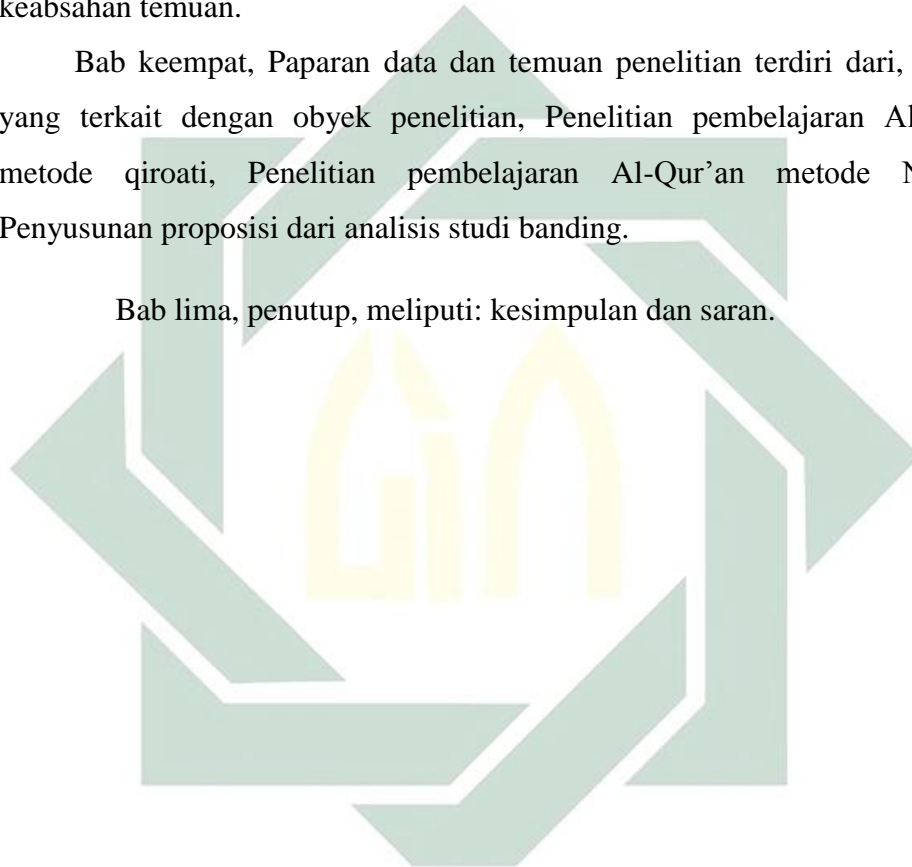 keabsahan temuan.
Bab keempat, Paparan data dan temuan penelitian terdiri dari,
yang terkait dengan obyek penelitian, Penelitian pembelajaran Al
metode qiroati, Penelitian pembelajaran Al-Qur’an metode N
Penyusunan proposisi dari analisis studi banding.
Bab lima, penutup, meliputi: kesimpulan dan saran.